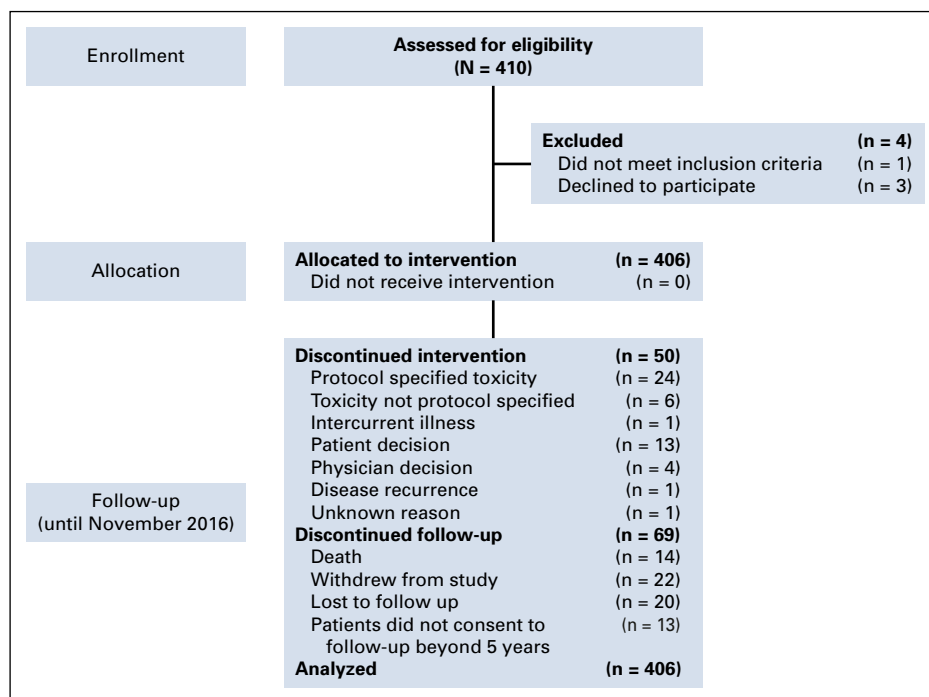 Enrollment
Assessed for eligibility
(N = 410)
Excluded (n = 4)
Did not meet inclusion criteria (n = 1)
Declined to participate (n = 3)
Allocation
Allocated to intervention (n = 406)
Did not receive intervention (n = 0)
Follow-up
(until November 2016)
Discontinued intervention (n = 50)
Protocol specified toxicity (n = 24)
Toxicity not protocol specified (n = 6)
Intercurrent illness (n = 1)
Patient decision (n = 13)
Physician decision (n = 4)
Disease recurrence (n = 1)
Unknown reason (n = 1)
Discontinued follow-up (n = 69)
Death (n = 14)
Withdrew from study (n = 22)
Lost to follow up (n = 20)
Patients did not consent to (n = 13)
follow-up beyond 5 years
Analyzed (n = 406)